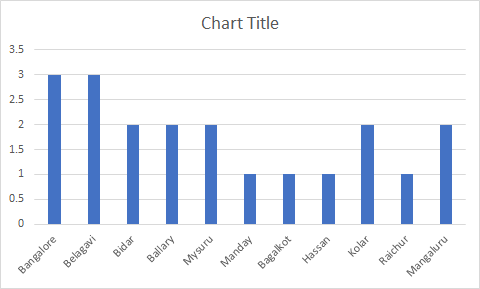 Chart Title
3.5
3
2.5
2
1.5
1
0.5
0
Bangalore
Belagavi
Bidar
Ballary
Mysuru
Manday
Bagalkot
Hassan
Kolar
Raichur
Mangaluru